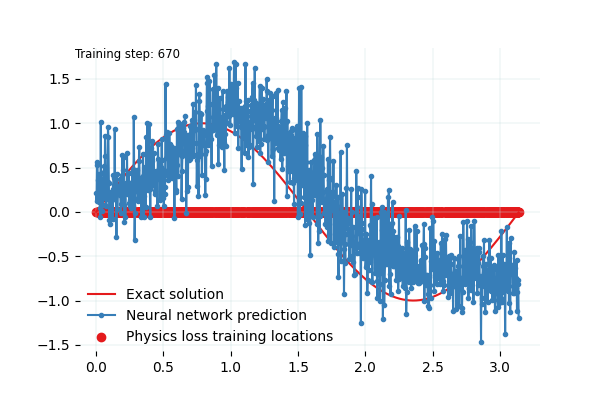 Training step: 670
1.5
1.0
0.5
0.0
−0.5
−1.0
−1.5
Exact solution
Neural network prediction
Physics loss training locations
0.0 0.5 1.0 1.5 2.0 2.5 3.0